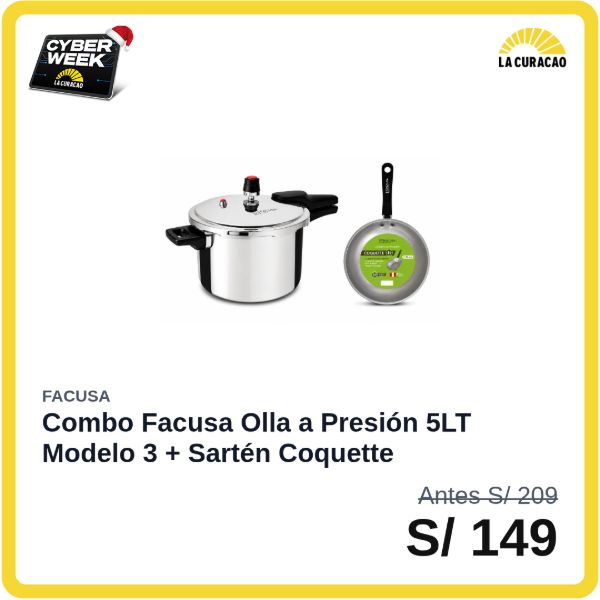 CYBER
WEEK
LA CURACAO
LA CURACAO
FACUSA
Combo Facusa Olla a Presión 5LT
Modelo 3 + Sartén Coquette
Antes S/ 209
S/ 149